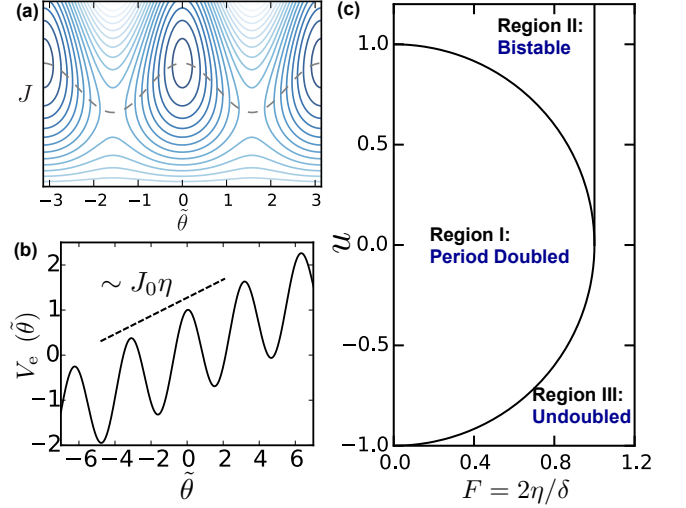 (a)
J
−3 −2 −1 0 1 2 3
θ̃
(b)
∼ J₀η
V_e (θ̃)
2
1
0
−1
−2
−6 −4 −2 0 2 4 6
θ̃
(c)
Region II:
Bistable
Region I:
Period Doubled
Region III:
Undoubled
u
1.0
0.5
0.0
−0.5
−1.0
0.0 0.4 0.8 1.2
F = 2η/δ